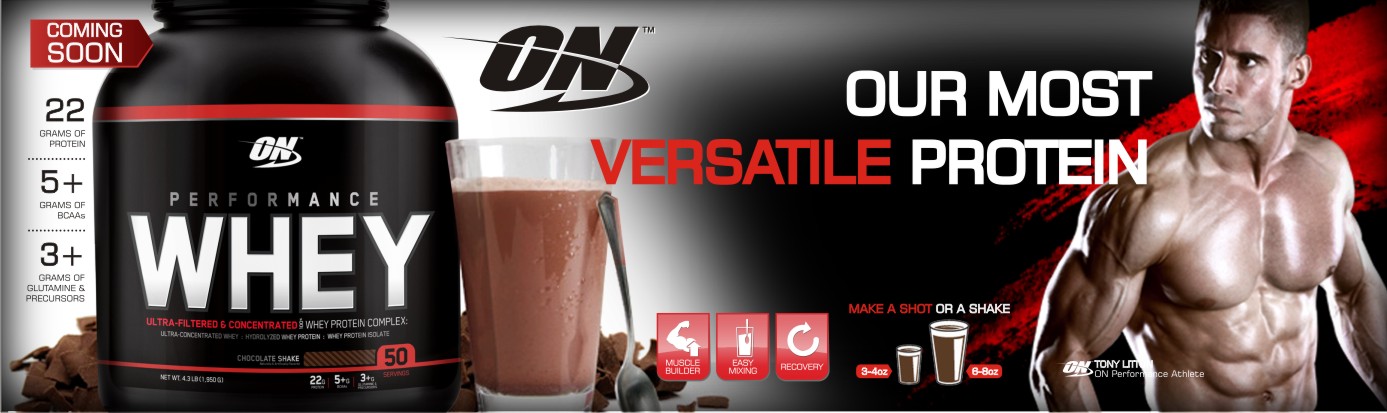 COMING
SOON
22
GRAMS OF
PROTEIN
5+
GRAMS OF
BCAAs
3+
GRAMS OF
GLUTAMINE &
PRECURSORS
ON
PERFORMANCE
WHEY
ULTRA-FILTERED & CONCENTRATED WHEY PROTEIN COMPLEX:
ULTRA-CONCENTRATED WHEY : HYDROLYZED WHEY PROTEIN : WHEY PROTEIN ISOLATE
CHOCOLATE SHAKE
50
SERVINGS
NET WT. 4.3 LB (1,950 G)
22g 5+G 3+G
PROTEIN
ON™
OUR MOST
VERSATILE PROTEIN
MUSCLE
BUILDER
EASY
MIXING
RECOVERY
MAKE A SHOT OR A SHAKE
3-4oz
6-8oz
ON
TONY
ON Performance Athlete